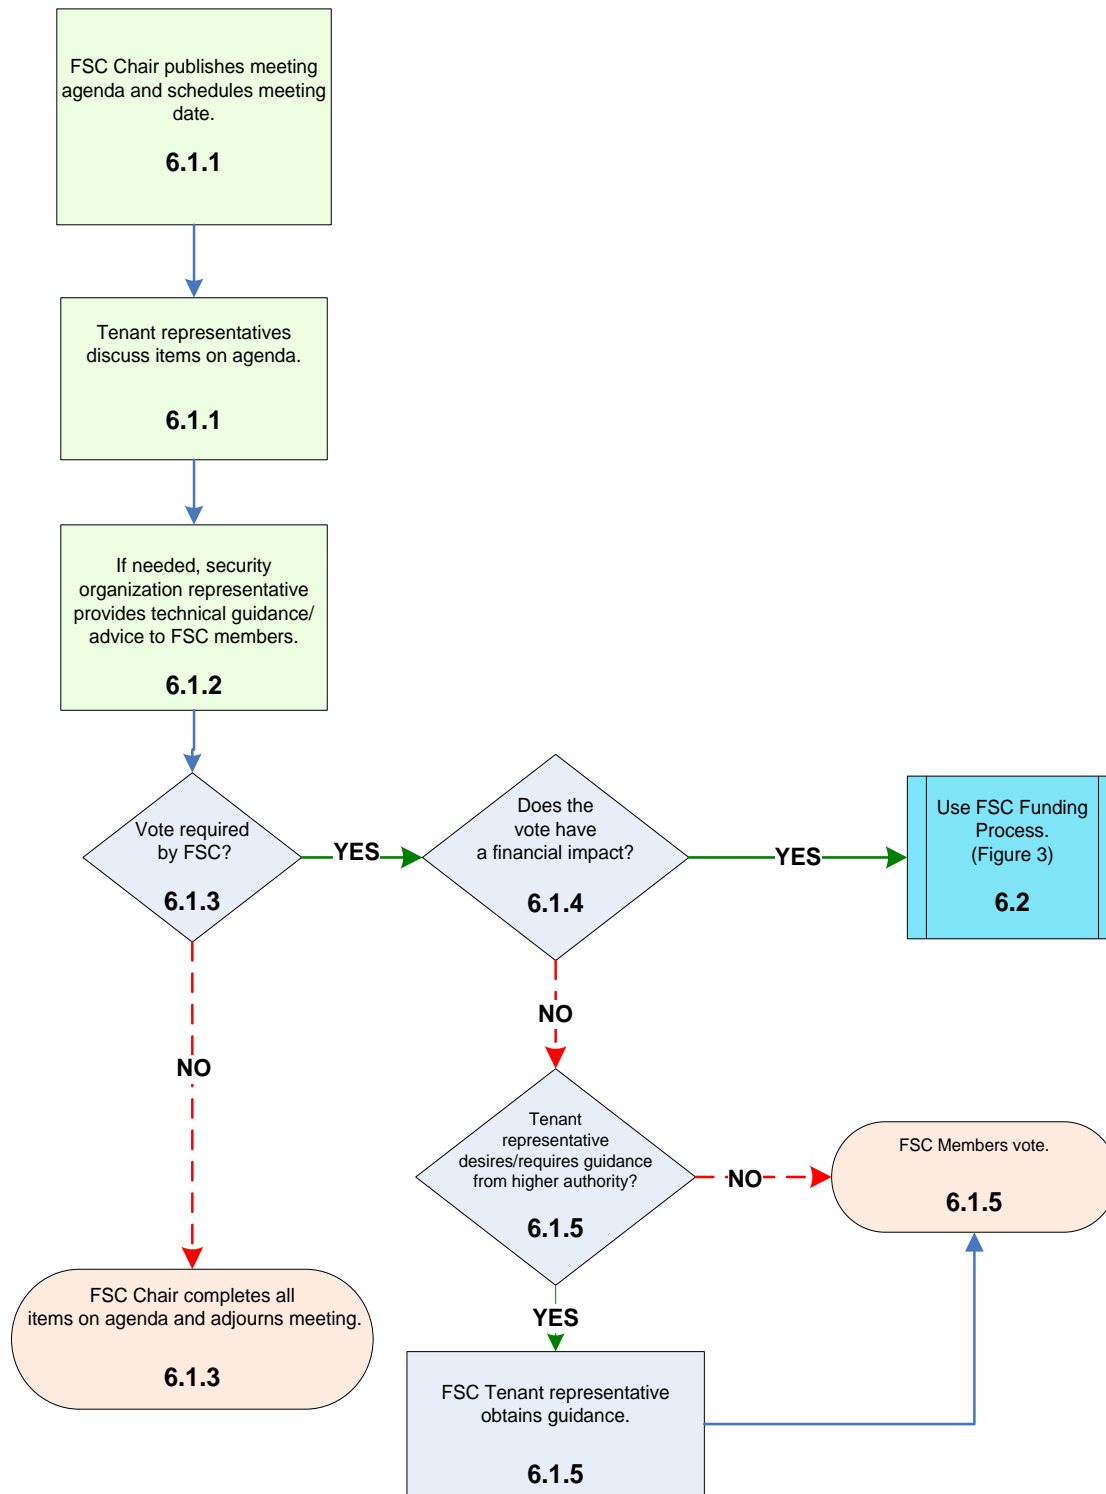 FSC Chair publishes meeting
agenda and schedules meeting
date.
6.1.1
Tenant representatives
discuss items on agenda.
6.1.1
If needed, security
organization representative
provides technical guidance/
advice to FSC members.
6.1.2
Vote required
by FSC?
6.1.3
YES
Does the
vote have
a financial impact?
6.1.4
YES
Use FSC Funding
Process.
(Figure 3)
6.2
NO
NO
Tenant
representative
desires/requires guidance
from higher authority?
6.1.5
NO
FSC Members vote.
6.1.5
YES
FSC Chair completes all
items on agenda and adjourns meeting.
6.1.3
FSC Tenant representative
obtains guidance.
6.1.5